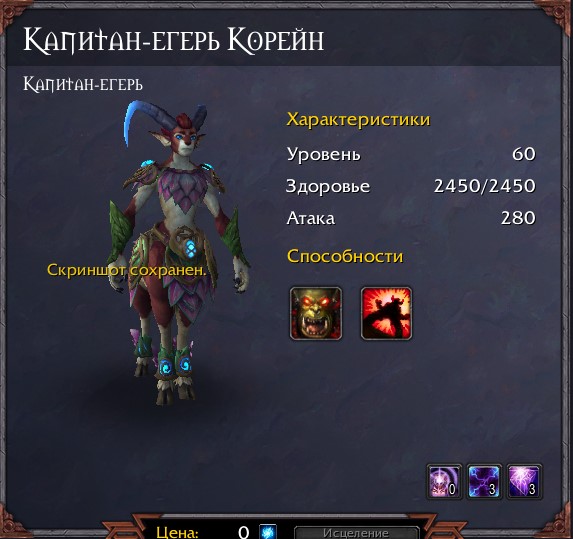 Капитан-егерь Корейн
Капитан-егерь
Характеристики
Уровень 60
Здоровье 2450/2450
Атака 280
Скриншот сохранен.
Способности
0 3 3
Цена: 0 Исцеление